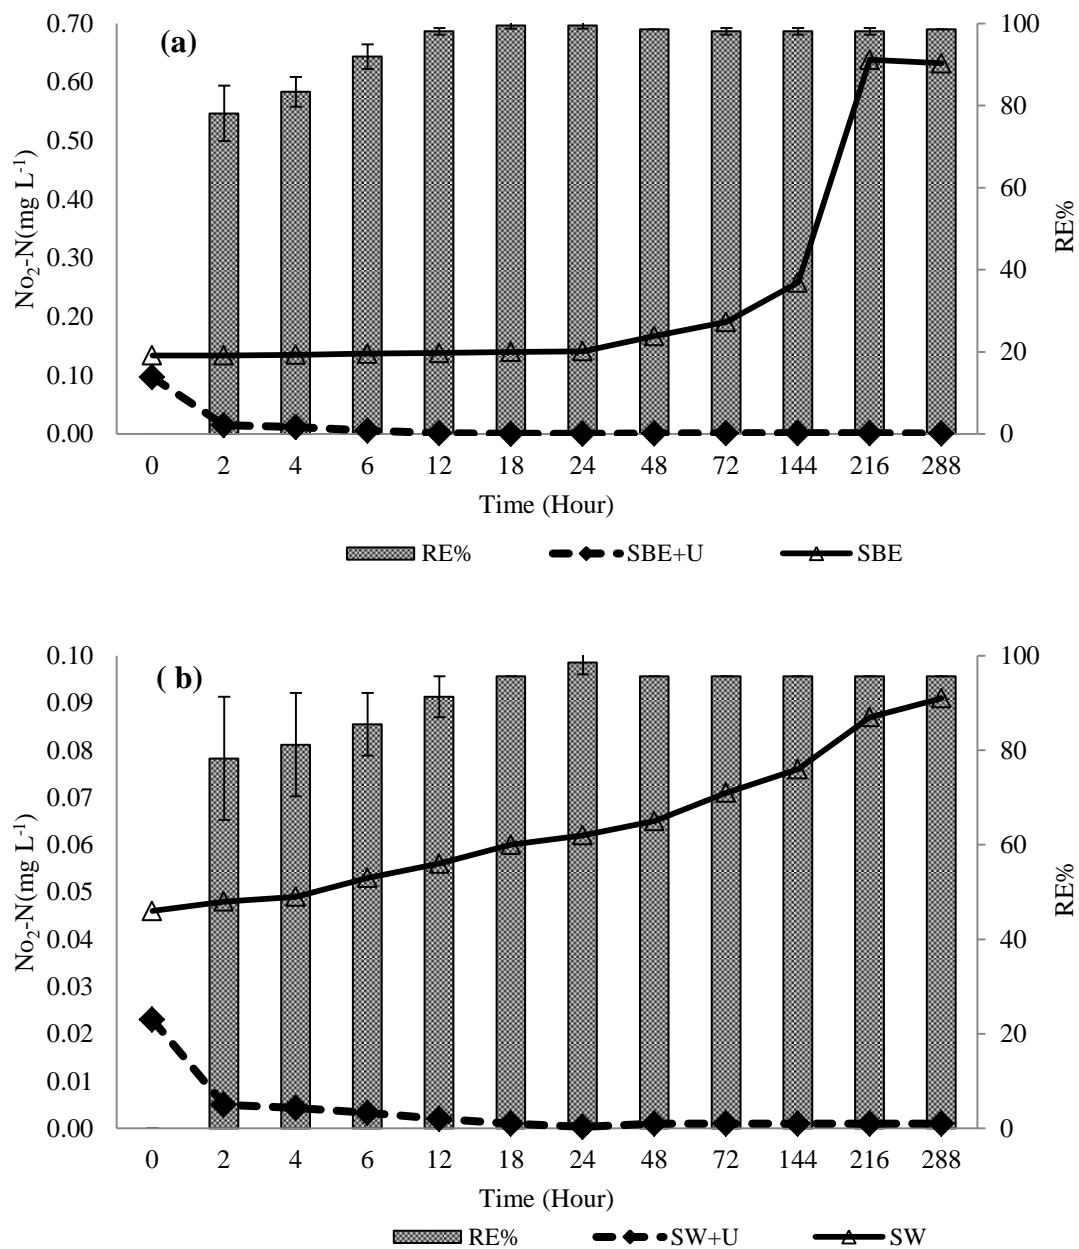 (a)
0.70
0.60
0.50
0.40
0.30
0.20
0.10
0.00
No2-N(mg L-1)
100
80
60
40
20
0
RE%
0 2 4 6 12 18 24 48 72 144 216 288
Time (Hour)
RE% SBE+U SBE
( b)
0.10
0.09
0.08
0.07
0.06
0.05
0.04
0.03
0.02
0.01
0.00
No2-N(mg L-1)
100
80
60
40
20
0
RE%
0 2 4 6 12 18 24 48 72 144 216 288
Time (Hour)
RE% SW+U SW